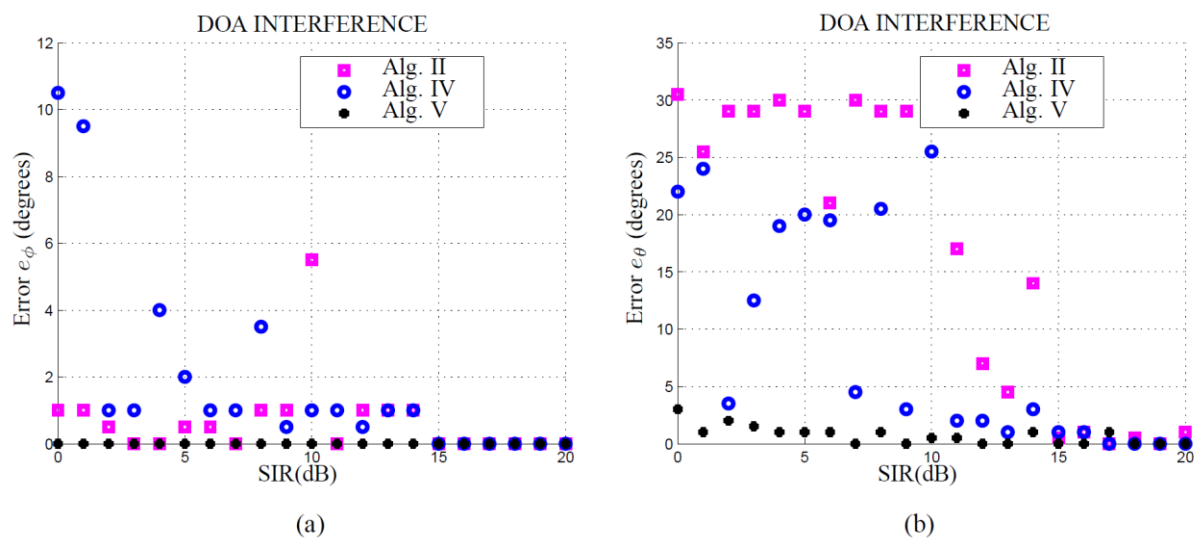 DOA INTERFERENCE
12
10
8
6
4
2
0
Error e_ϕ (degrees)
Alg. II
Alg. IV
Alg. V
0 5 10 15 20
SIR(dB)
(a)
DOA INTERFERENCE
35
30
25
20
15
10
5
0
Error e_θ (degrees)
Alg. II
Alg. IV
Alg. V
0 5 10 15 20
SIR(dB)
(b)